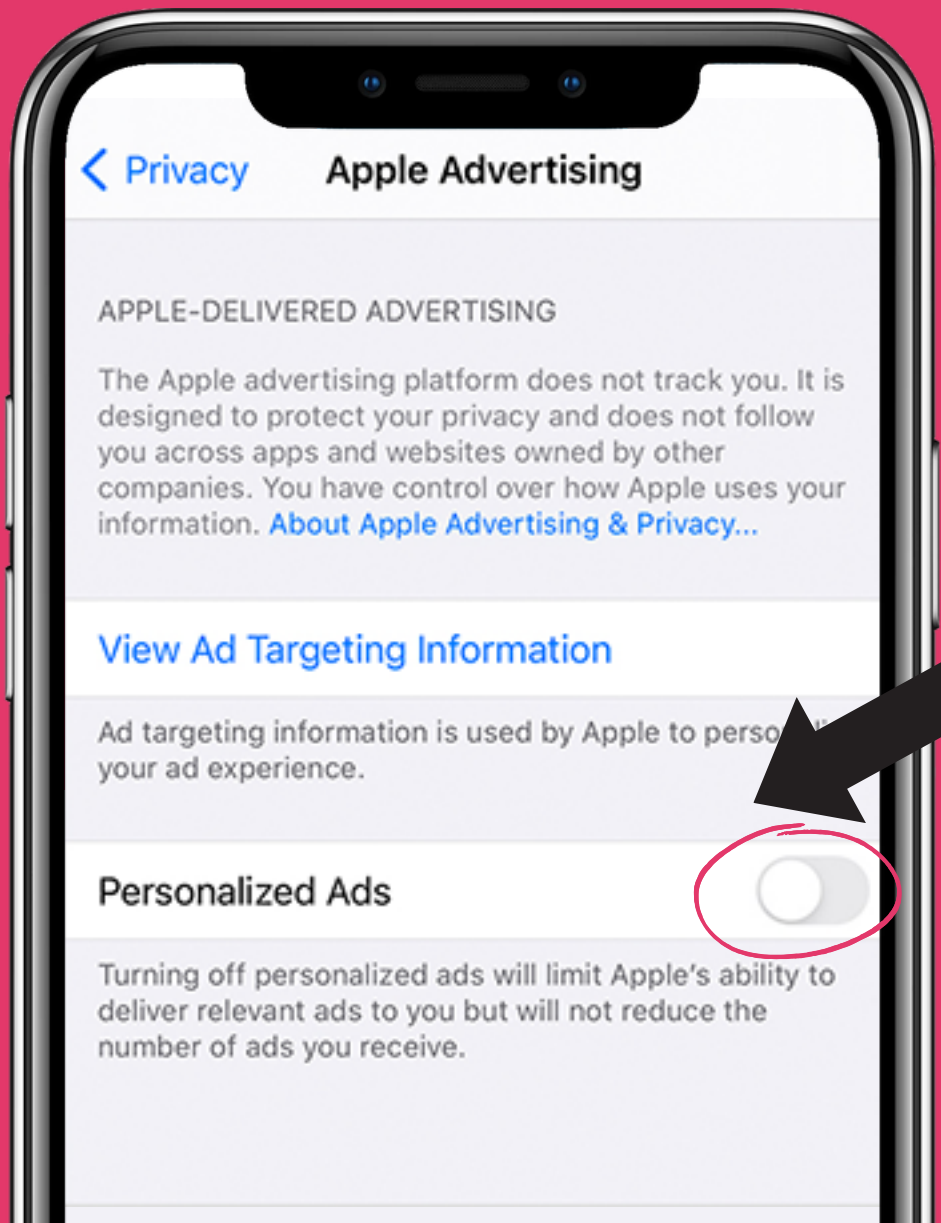 Privacy
Apple Advertising
APPLE-DELIVERED ADVERTISING
The Apple advertising platform does not track you. It is
designed to protect your privacy and does not follow
you across apps and websites owned by other
companies. You have control over how Apple uses your
information. About Apple Advertising & Privacy...
View Ad Targeting Information
Ad targeting information is used by Apple to
your ad experience.
Personalized Ads
Turning off personalized ads will limit Apple's ability to
deliver relevant ads to you but will not reduce the
number of ads you receive.